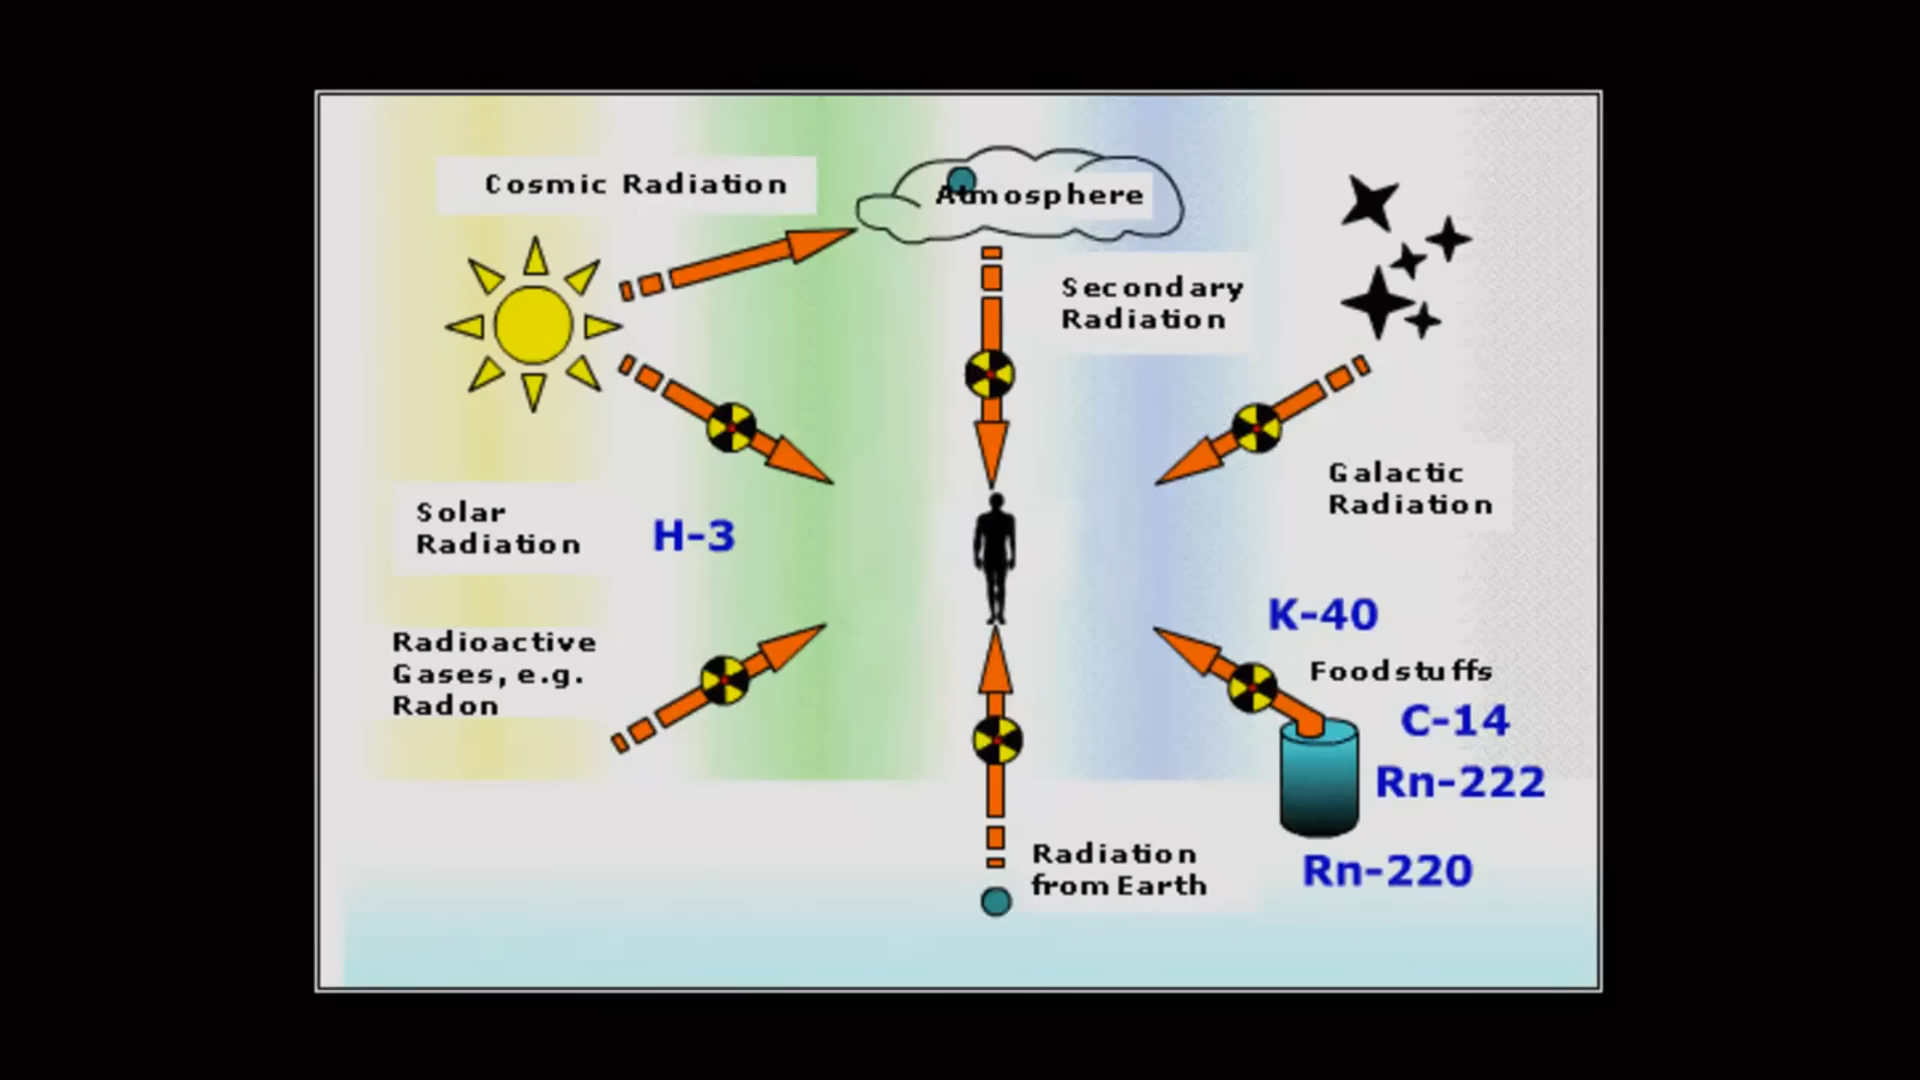 Cosmic Radiation
Atmosphere
Secondary
Radiation
Galactic
Radiation
Solar
Radiation
H-3
K-40
Radioactive
Gases, e.g.
Radon
Foodstuffs
C-14
Rn-222
Radiation
from Earth
Rn-220